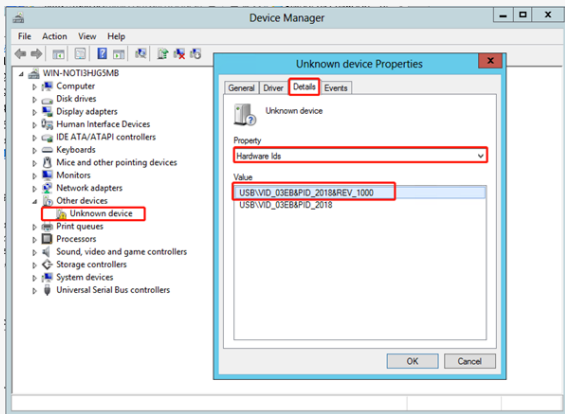 Device Manager
File Action View Help
WIN-NOTI3HJG5MB
Computer
Disk drives
Display adapters
Human Interface Devices
IDE ATA/ATAPI controllers
Keyboards
Mice and other pointing devices
Monitors
Network adapters
Other devices
Unknown device
Print queues
Processors
Sound, video and game controllers
Storage controllers
System devices
Universal Serial Bus controllers
Unknown device Properties
x
General Driver Details Events
Unknown device
Property
Hardware Ids
Value
USB\VID_03EB&PID_2018&REV_1000
USB\VID_03EB&PID_2018
OK Cancel